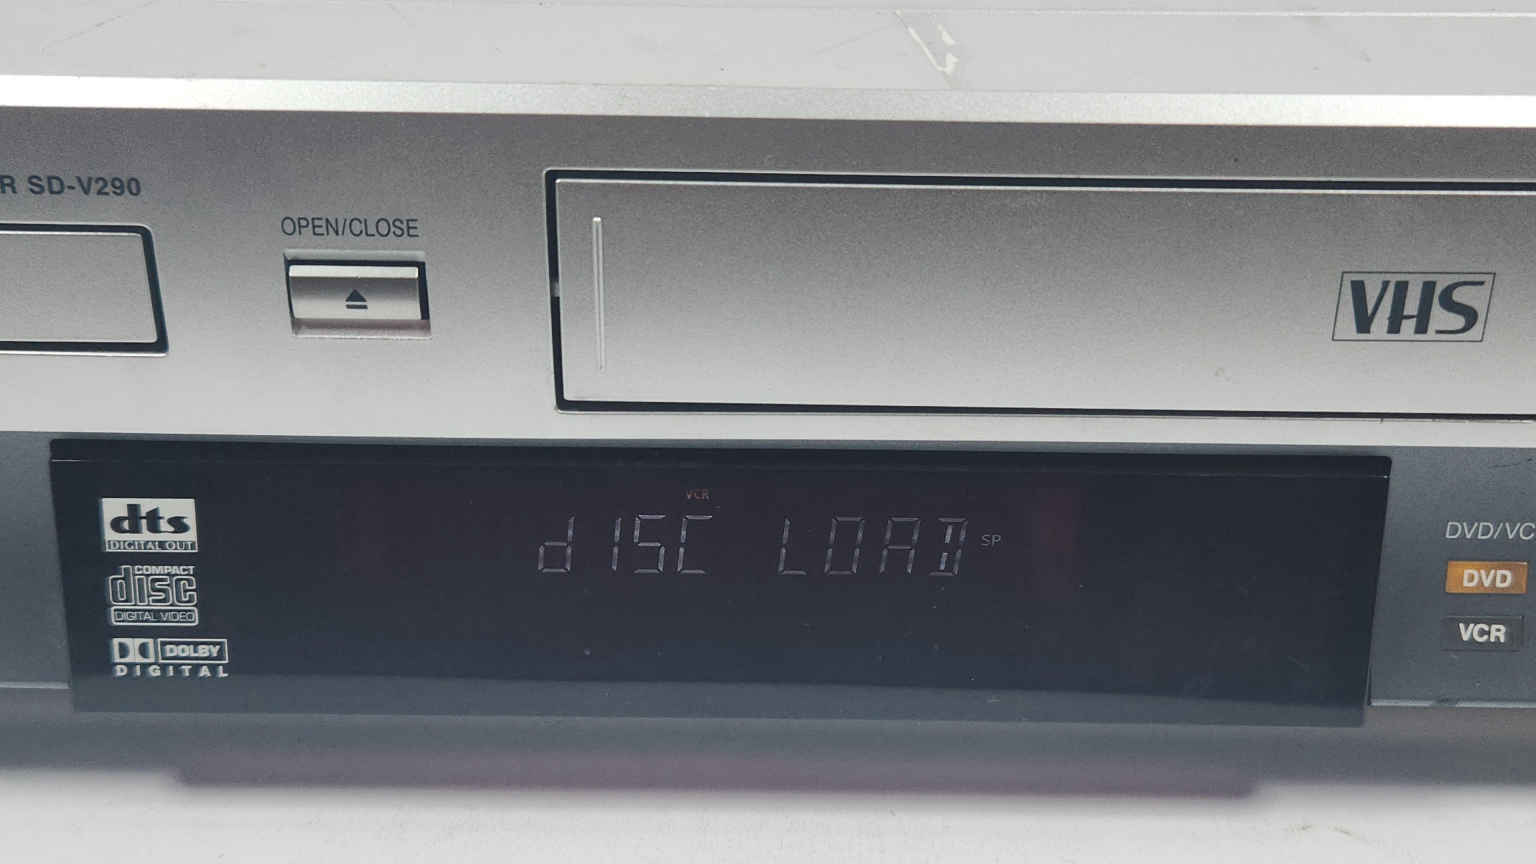 R SD-V290
OPEN/CLOSE
VHS
dts
DIGITAL OUT
COMPACT
disc
DIGITAL VIDEO
DOLBY
DIGITAL
VCR
dISC LOAD
SP
DVD/VC
DVD
VCR